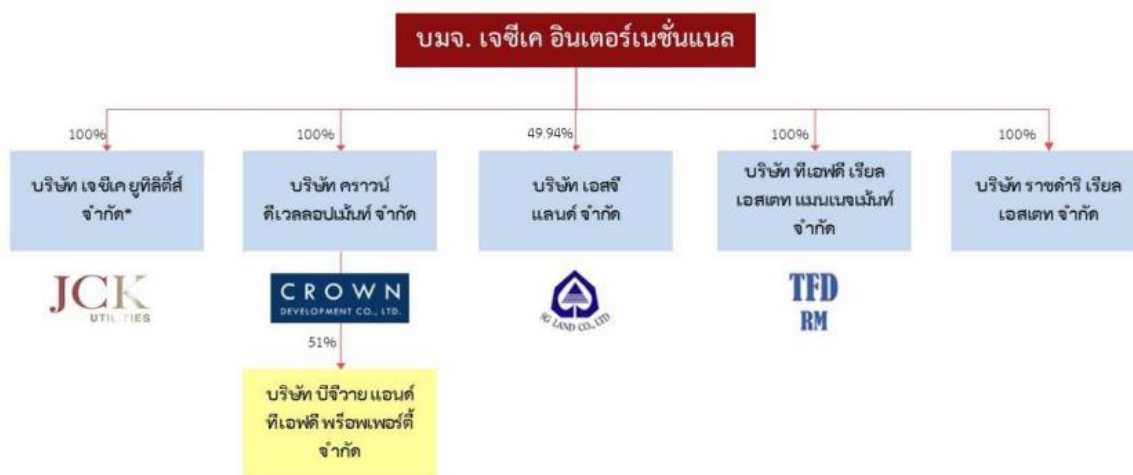 บมจ. เจซีเค อินเตอร์เนชั่นแนล
100%
100%
49.94%
100%
100%
บริษัท เจซีเค ยูทิลิตี้ส์
จำกัด*
บริษัท คราวน์
ดีเวลลอปเม้นท์ จำกัด
บริษัท เอสจี
แลนด์ จำกัด
บริษัท ทีเอฟดี เรียล
เอสเตท แมนเนจเม้นท์
จำกัด
บริษัท ราชดำริ เรียล
เอสเตท จำกัด
JCK
UTILITIES
CROWN
DEVELOPMENT CO., LTD.
SG LAND CO., LTD
TFD
RM
51%
บริษัท บีจีวาย แอนด์
ทีเอฟดี พร็อพเพอร์ตี้
จำกัด